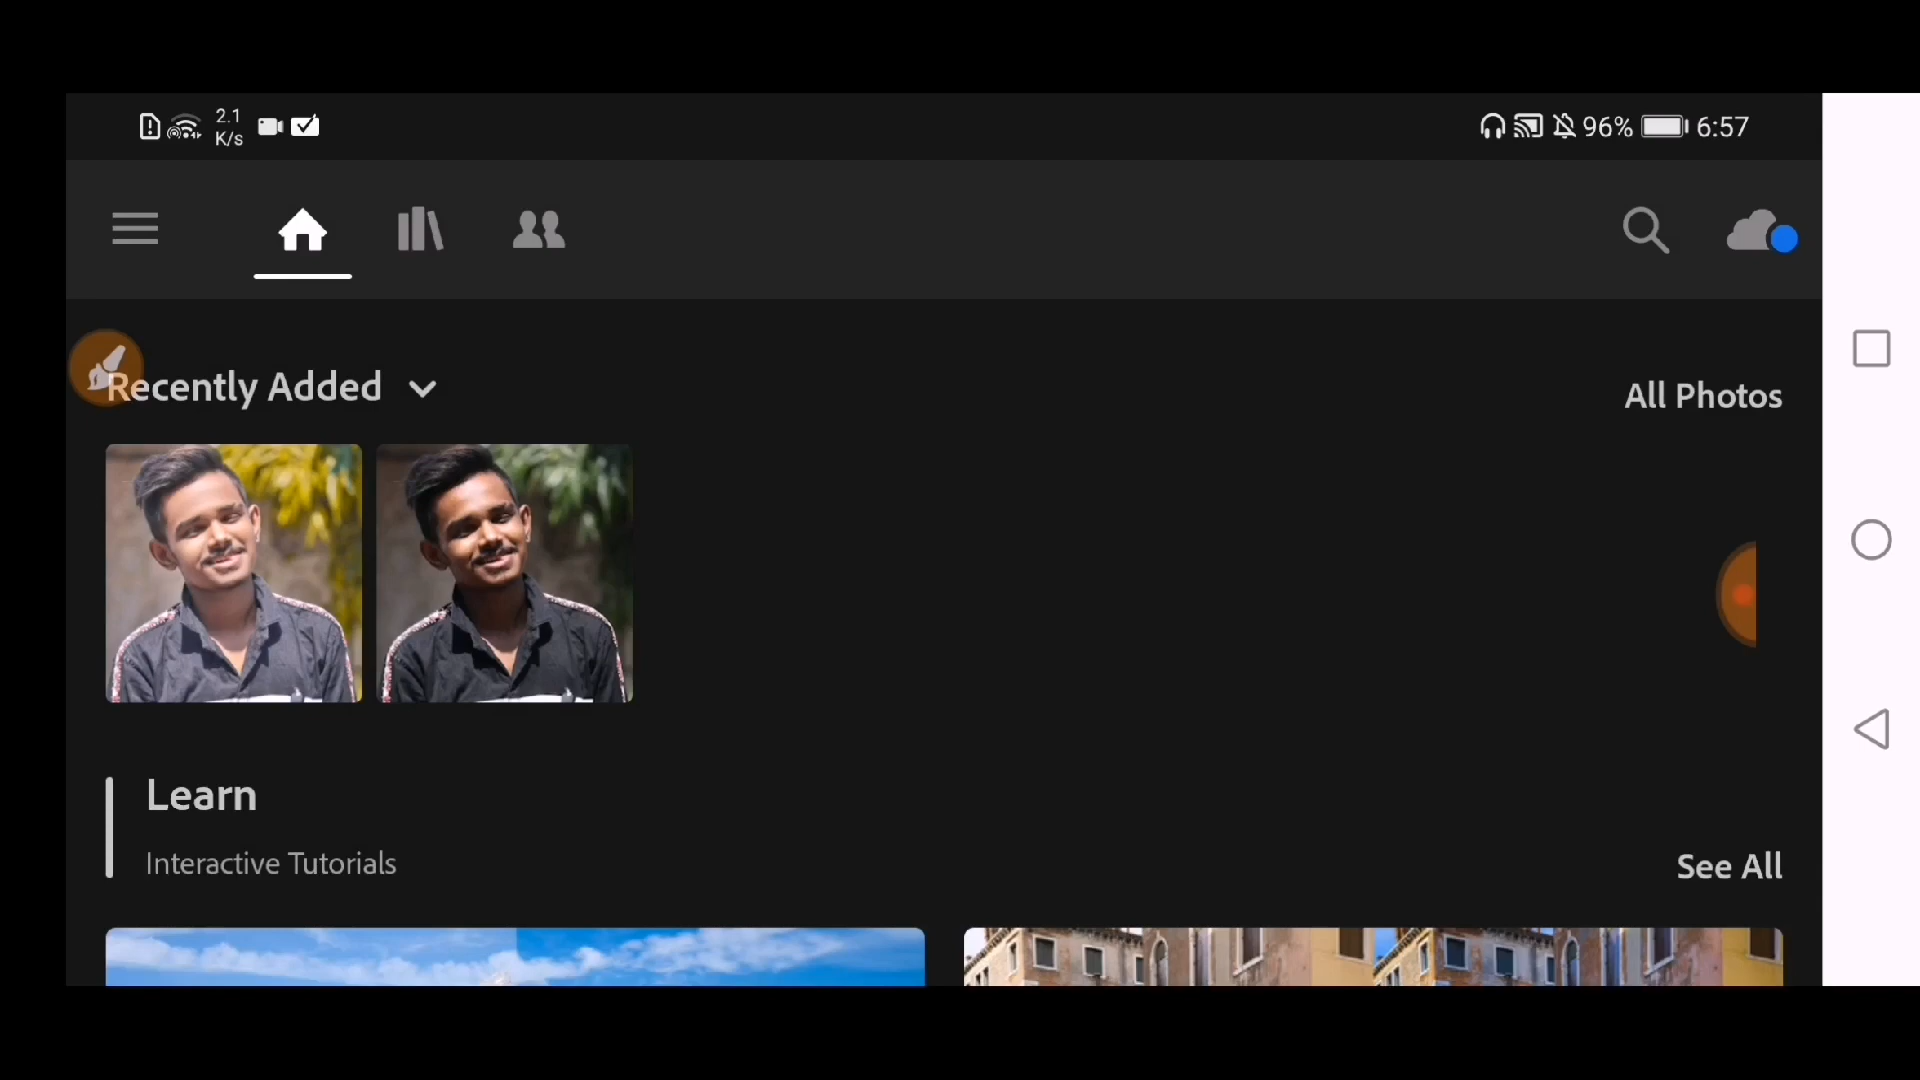 2.1
K/s
96% 6:57
Recently Added
All Photos
Learn
Interactive Tutorials
See All